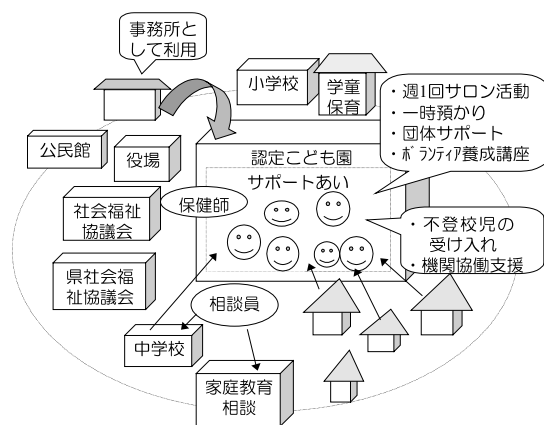 事務所と
して利用
小学校
学童
保育
・週1回サロン活動
・一時預かり
・団体サポート
・ﾎﾞﾗﾝﾃｨｱ養成講座
公民館
役場
認定こども園
サポートあい
保健師
社会福祉
協議会
・不登校児の
受け入れ
・機関協働支援
県社会福
祉協議会
相談員
中学校
家庭教育
相談